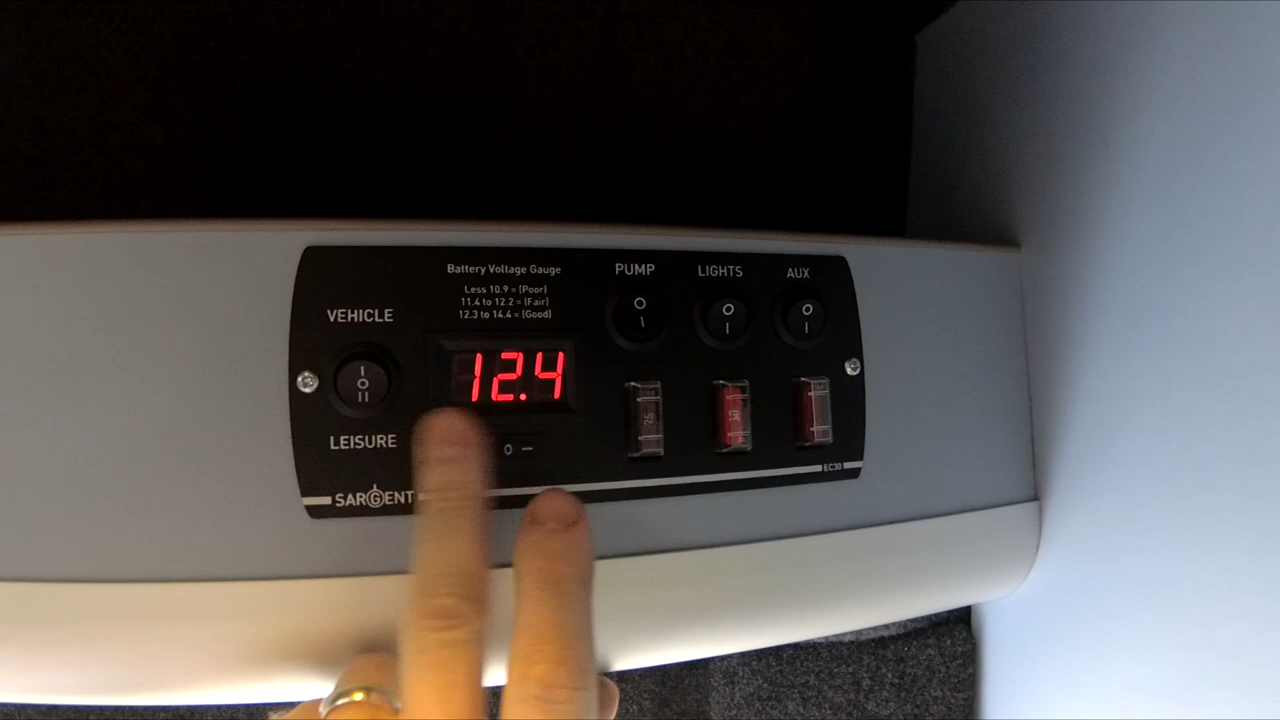 Battery Voltage Gauge
Less 10.9 = (Poor)
11.4 to 12.2 = (Fair)
12.3 to 14.4 = (Good)
PUMP
LIGHTS
AUX
VEHICLE
12.4
LEISURE
SARGENT
EC30